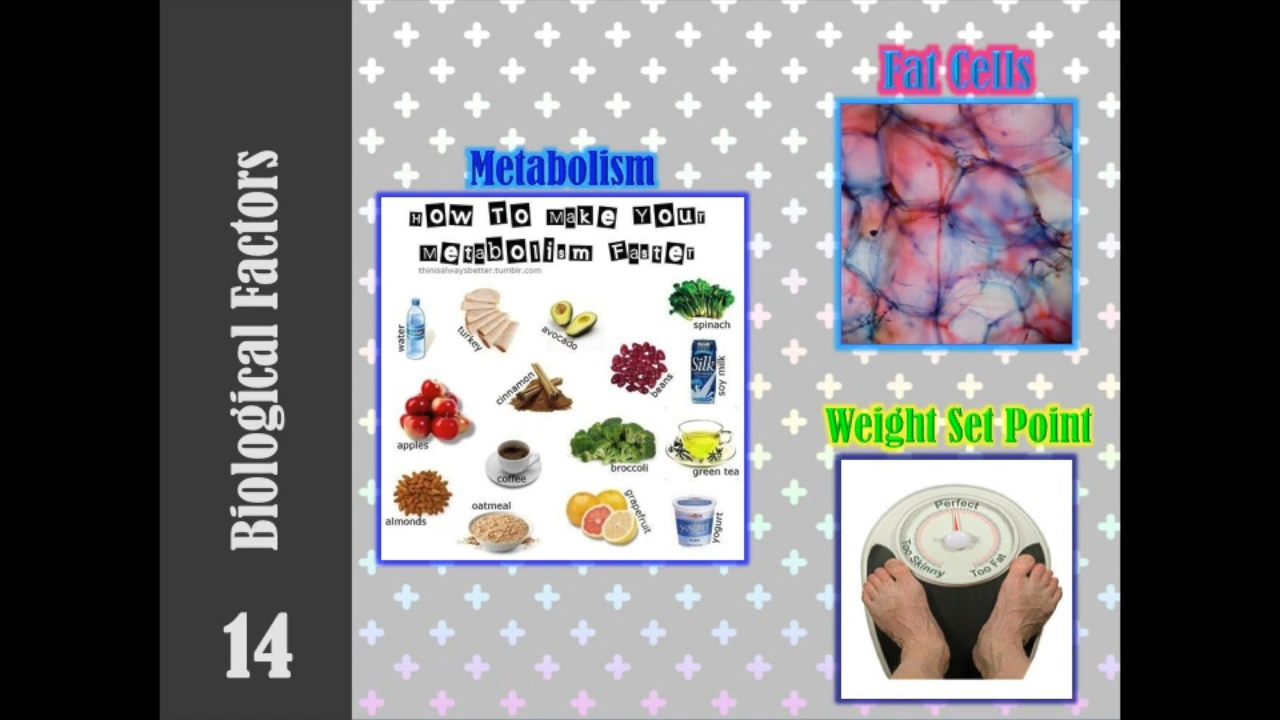 Biological Factors
14
Metabolism
How To Make Your
Metabolism Faster
thinisalwaysbetter.tumblr.com
water
turkey
avocado
spinach
cinnamon
beans
Silk
soy milk
apples
coffee
broccoli
green tea
almonds
oatmeal
grapefruit
YOGURT
yogurt
Fat Cells
Weight Set Point
Perfect
Too Skinny
Too Fat